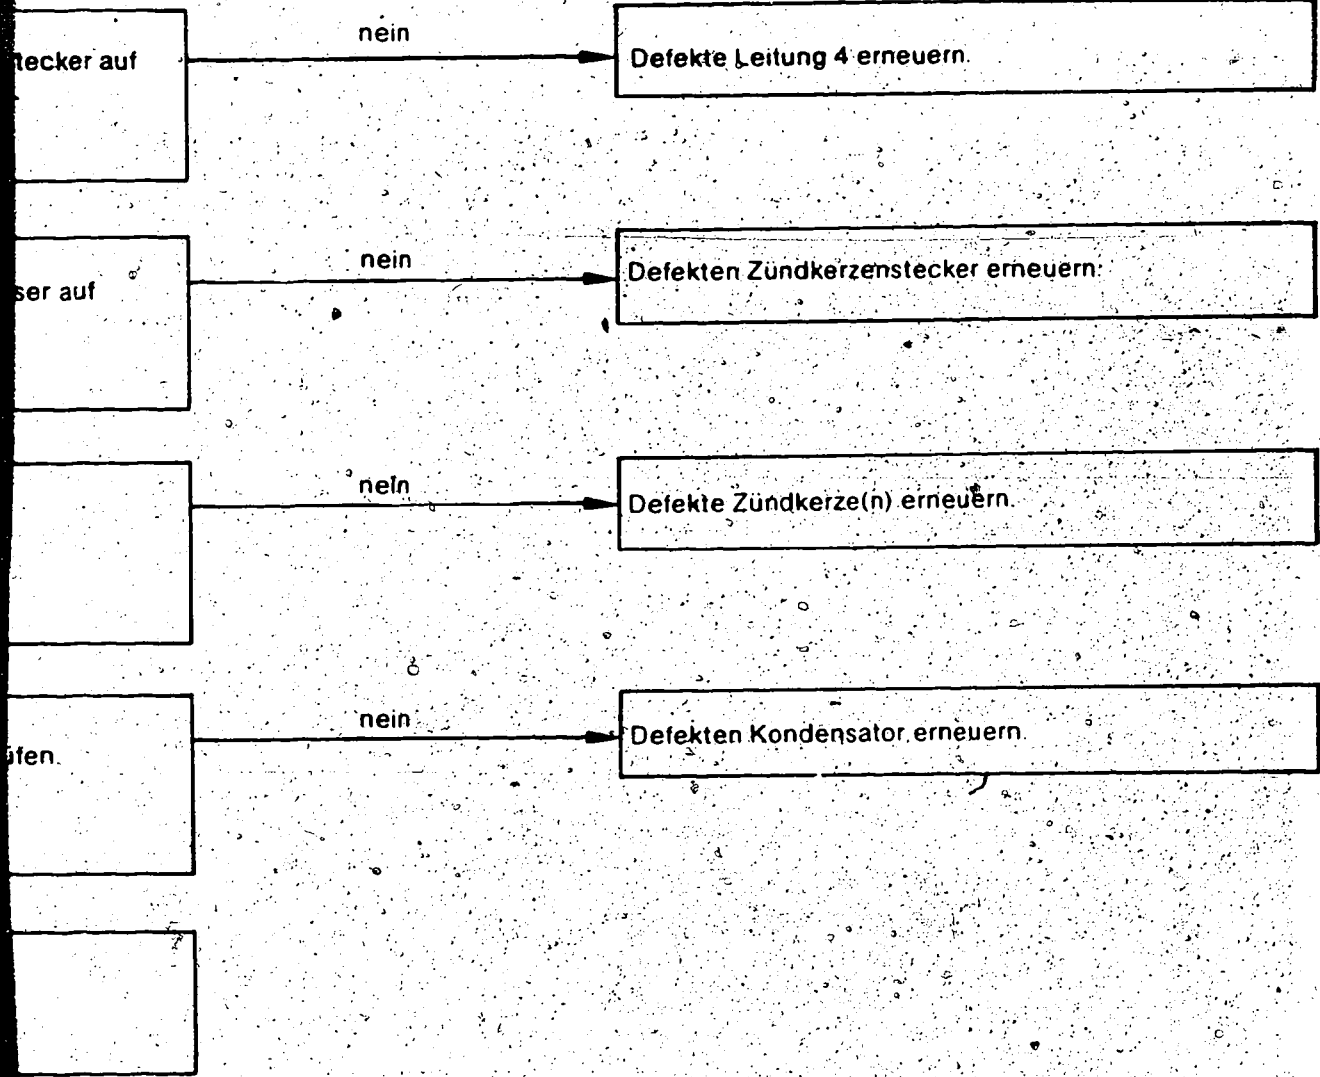 nein
Defekte Leitung 4 erneuern.
tecker auf
nein
Defekten Zündkerzenstecker erneuern.
ser auf
nein
Defekte Zündkerze(n) erneuern.
nein
Defekten Kondensator erneuern.
üfen.